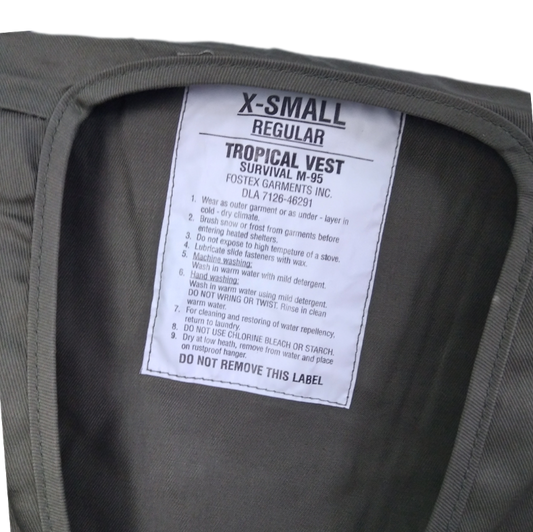 X-SMALL
REGULAR
TROPICAL VEST
SURVIVAL M-95
FOSTEX GARMENTS INC.
DLA 7126-46291
1. Wear as outer garment or as under - layer in
cold - dry climate.
2. Brush snow or frost from garments before
entering heated shelters.
3. Do not expose to high tempeture of a stove.
4. Lubricate slide fasteners with wax.
5. Machine washing:
Wash in warm water with mild detergent.
6. Hand washing:
Wash in warm water using mild detergent.
DO NOT WRING OR TWIST. Rinse in clean
warm water.
7. For cleaning and restoring of water repellency,
return to laundry.
8. DO NOT USE CHLORINE BLEACH OR STARCH.
9. Dry at low heath, remove from water and place
on rustproof hanger.
DO NOT REMOVE THIS LABEL